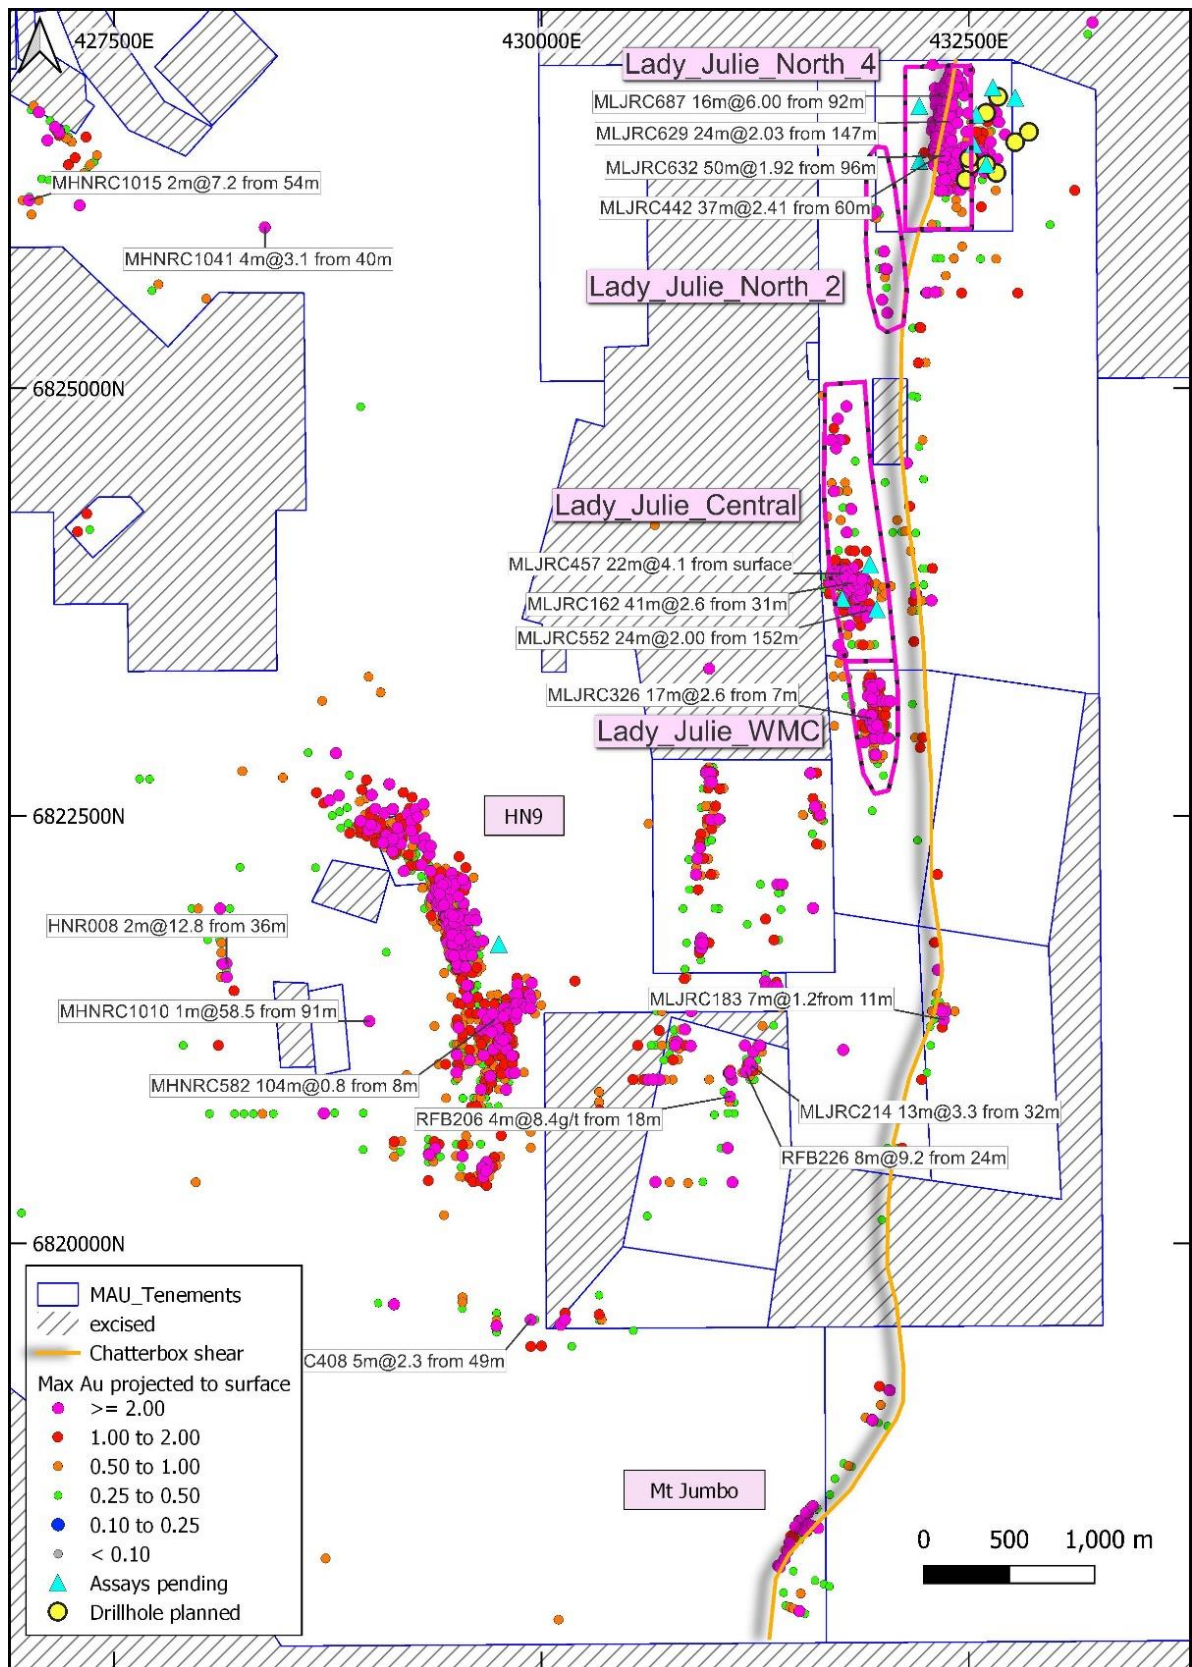 427500E
430000E
432500E
Lady_Julie_North_4
MLJRC687 16m@6.00 from 92m
MLJRC629 24m@2.03 from 147m
MLJRC632 50m@1.92 from 96m
MLJRC442 37m@2.41 from 60m
MHNRC1015 2m@7.2 from 54m
MHNRC1041 4m@3.1 from 40m
Lady_Julie_North_2
6825000N
Lady_Julie_Central
MLJRC457 22m@4.1 from surface
MLJRC162 41m@2.6 from 31m
MLJRC552 24m@2.00 from 152m
MLJRC326 17m@2.6 from 7m
Lady_Julie_WMC
6822500N
HN9
HNR008 2m@12.8 from 36m
MHNRC1010 1m@58.5 from 91m
MLJRC183 7m@1.2from 11m
MHNRC582 104m@0.8 from 8m
RFB206 4m@8.4g/t from 18m
MLJRC214 13m@3.3 from 32m
RFB226 8m@9.2 from 24m
6820000N
C408 5m@2.3 from 49m
Mt Jumbo
MAU_Tenements
excised
Chatterbox shear
Max Au projected to surface
>= 2.00
1.00 to 2.00
0.50 to 1.00
0.25 to 0.50
0.10 to 0.25
< 0.10
Assays pending
Drillhole planned
0 500 1,000 m